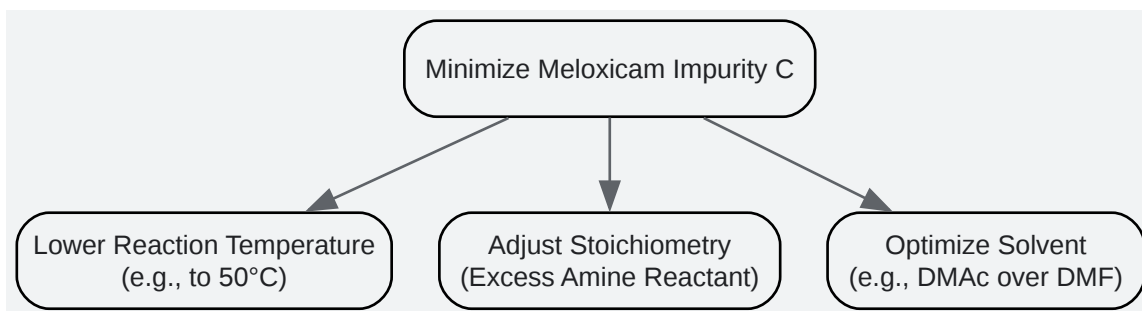 Minimize Meloxicam Impurity C
Lower Reaction Temperature
(e.g., to 50°C)
Adjust Stoichiometry
(Excess Amine Reactant)
Optimize Solvent
(e.g., DMAc over DMF)